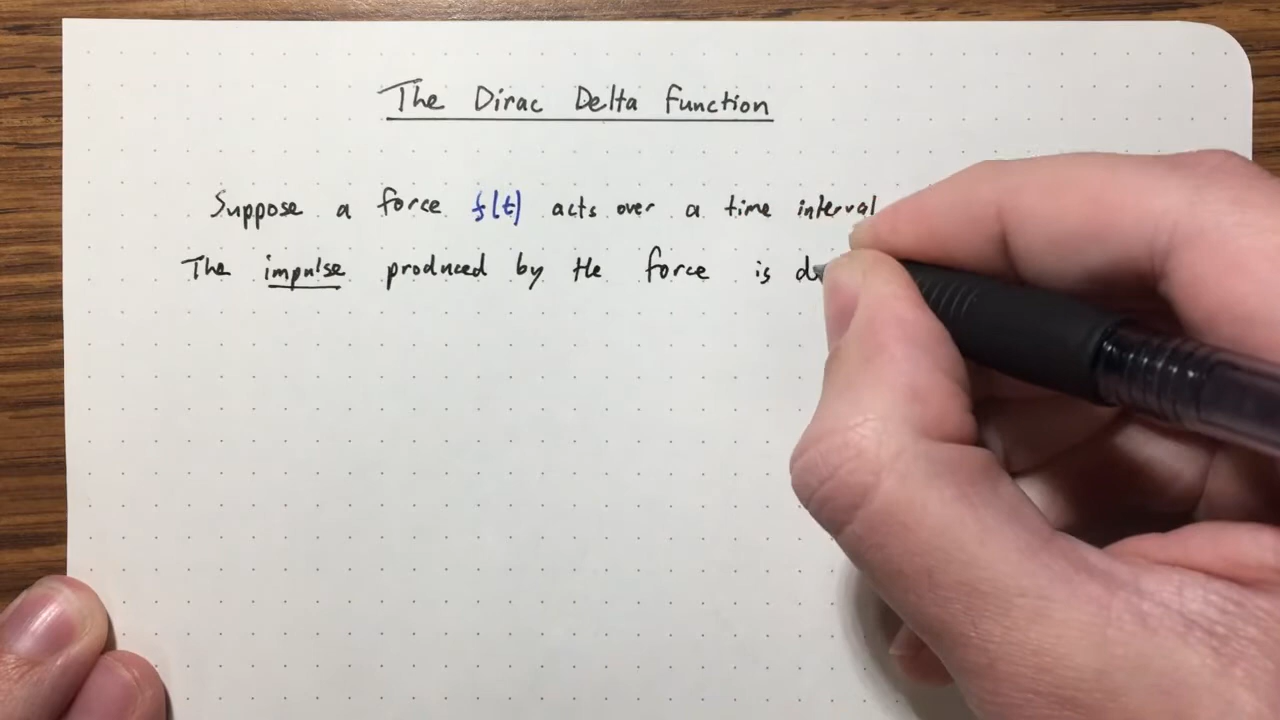 The Dirac Delta Function
Suppose a force f(t) acts over a time interval
The impulse produced by the force is